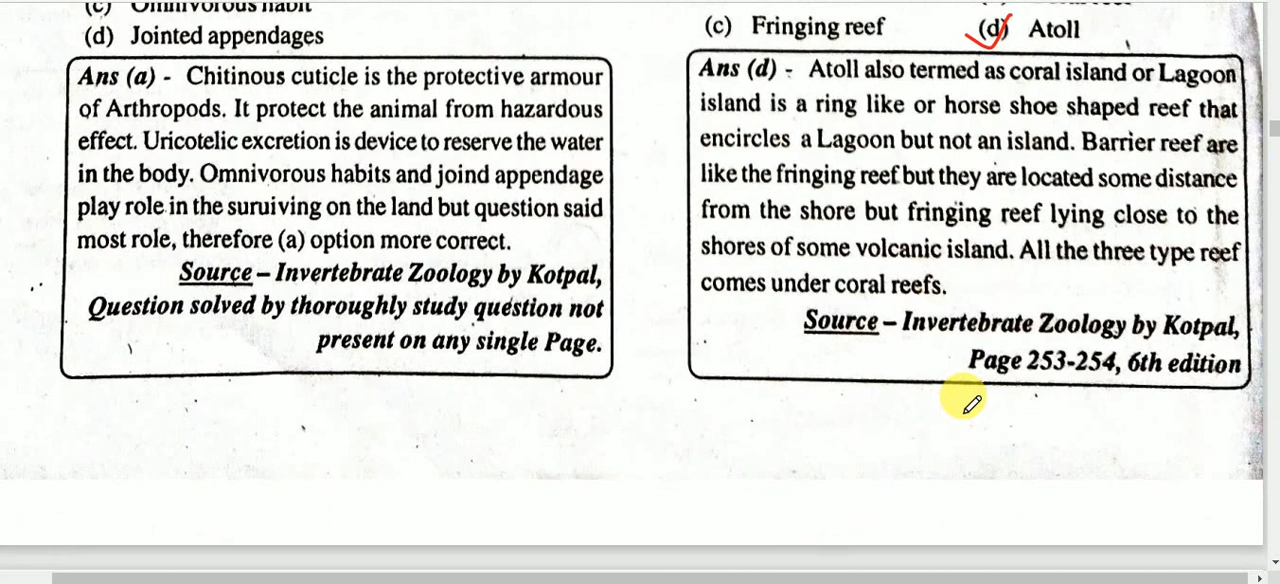 (c) Omnivorous habit
(d) Jointed appendages
Ans (a) - Chitinous cuticle is the protective armour
of Arthropods. It protect the animal from hazardous
effect. Uricotelic excretion is device to reserve the water
in the body. Omnivorous habits and joind appendage
play role in the suruiving on the land but question said
most role, therefore (a) option more correct.
Source – Invertebrate Zoology by Kotpal,
Question solved by thoroughly study question not
present on any single Page.
(c) Fringing reef (d) Atoll
Ans (d) - Atoll also termed as coral island or Lagoon
island is a ring like or horse shoe shaped reef that
encircles a Lagoon but not an island. Barrier reef are
like the fringing reef but they are located some distance
from the shore but fringing reef lying close to the
shores of some volcanic island. All the three type reef
comes under coral reefs.
Source – Invertebrate Zoology by Kotpal,
Page 253-254, 6th edition